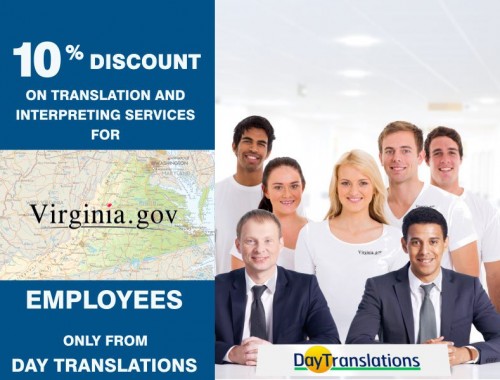 10% DISCOUNT
ON TRANSLATION AND
INTERPRETING SERVICES
FOR
Virginia.gov
EMPLOYEES
ONLY FROM
DAY TRANSLATIONS
DayTranslations